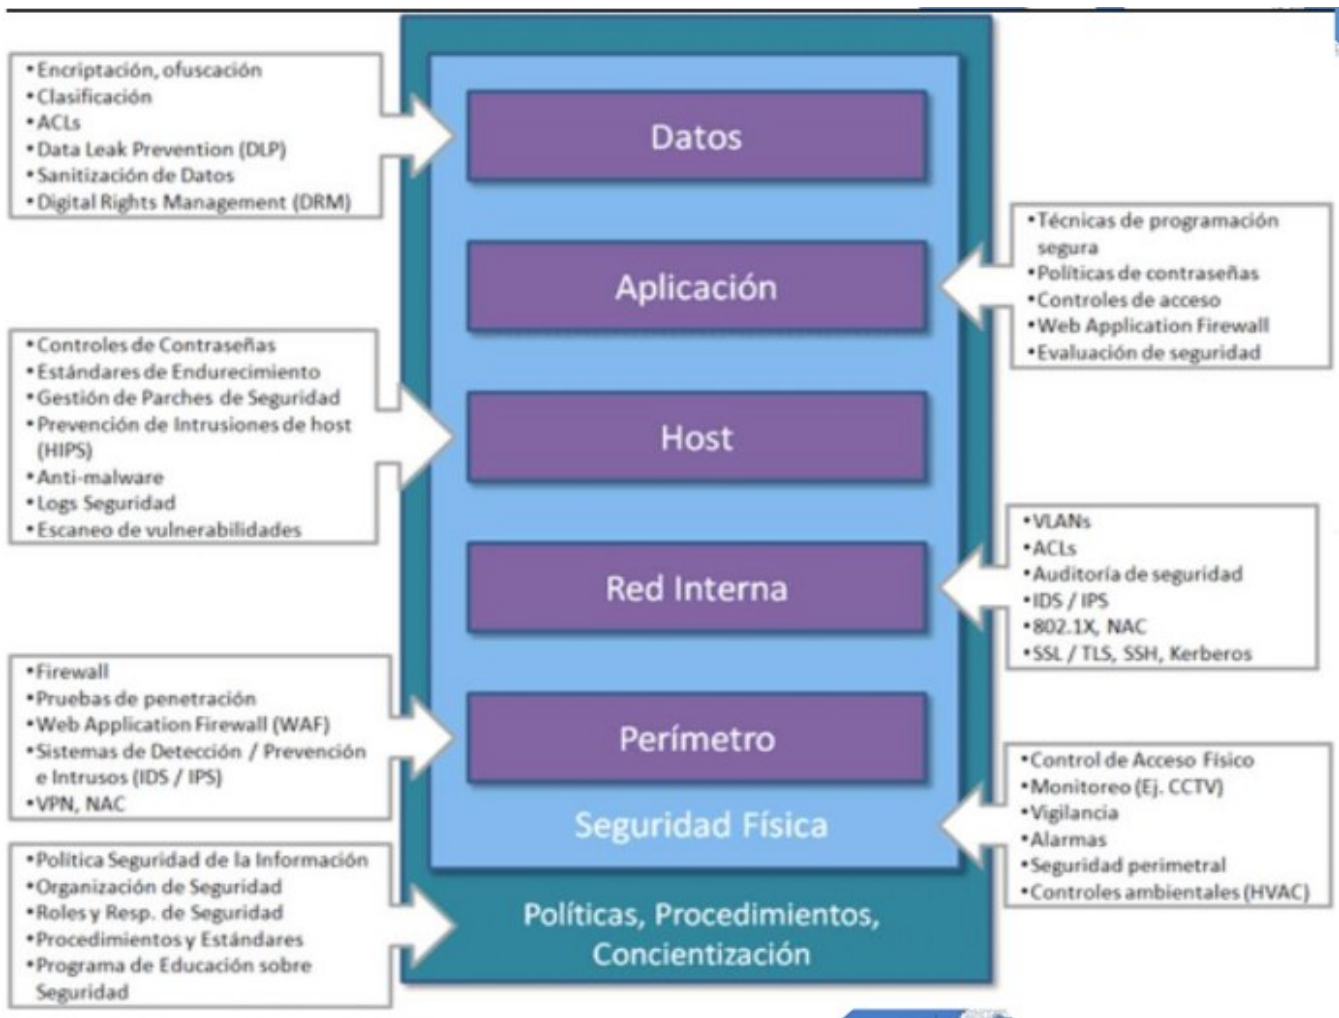 •Encriptación, ofuscación
•Clasificación
•ACLs
•Data Leak Prevention (DLP)
•Sanitización de Datos
•Digital Rights Management (DRM)
Datos
•Técnicas de programación
segura
•Políticas de contraseñas
•Controles de acceso
•Web Application Firewall
•Evaluación de seguridad
Aplicación
•Controles de Contraseñas
•Estándares de Endurecimiento
•Gestión de Parches de Seguridad
•Prevención de Intrusiones de host
(HIPS)
•Anti-malware
•Logs Seguridad
•Escaneo de vulnerabilidades
Host
•VLANs
•ACLs
•Auditoría de seguridad
•IDS / IPS
•802.1X, NAC
•SSL / TLS, SSH, Kerberos
Red Interna
•Firewall
•Pruebas de penetración
•Web Application Firewall (WAF)
•Sistemas de Detección / Prevención
e Intrusos (IDS / IPS)
•VPN, NAC
Perímetro
•Control de Acceso Físico
•Monitoreo (Ej. CCTV)
•Vigilancia
•Alarmas
•Seguridad perimetral
•Controles ambientales (HVAC)
Seguridad Física
•Política Seguridad de la Información
•Organización de Seguridad
•Roles y Resp. de Seguridad
•Procedimientos y Estándares
•Programa de Educación sobre
Seguridad
Políticas, Procedimientos,
Concientización